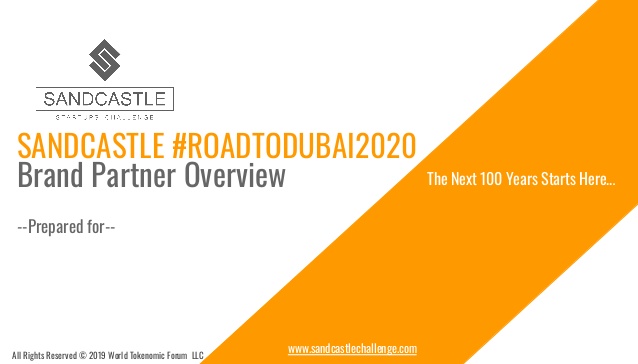 SANDCASTLE
STARTUPS CHALLENGE
SANDCASTLE #ROADTODUBAI2020
Brand Partner Overview
The Next 100 Years Starts Here...
--Prepared for--
www.sandcastlechallenge.com
All Rights Reserved © 2019 World Tokenomic Forum LLC